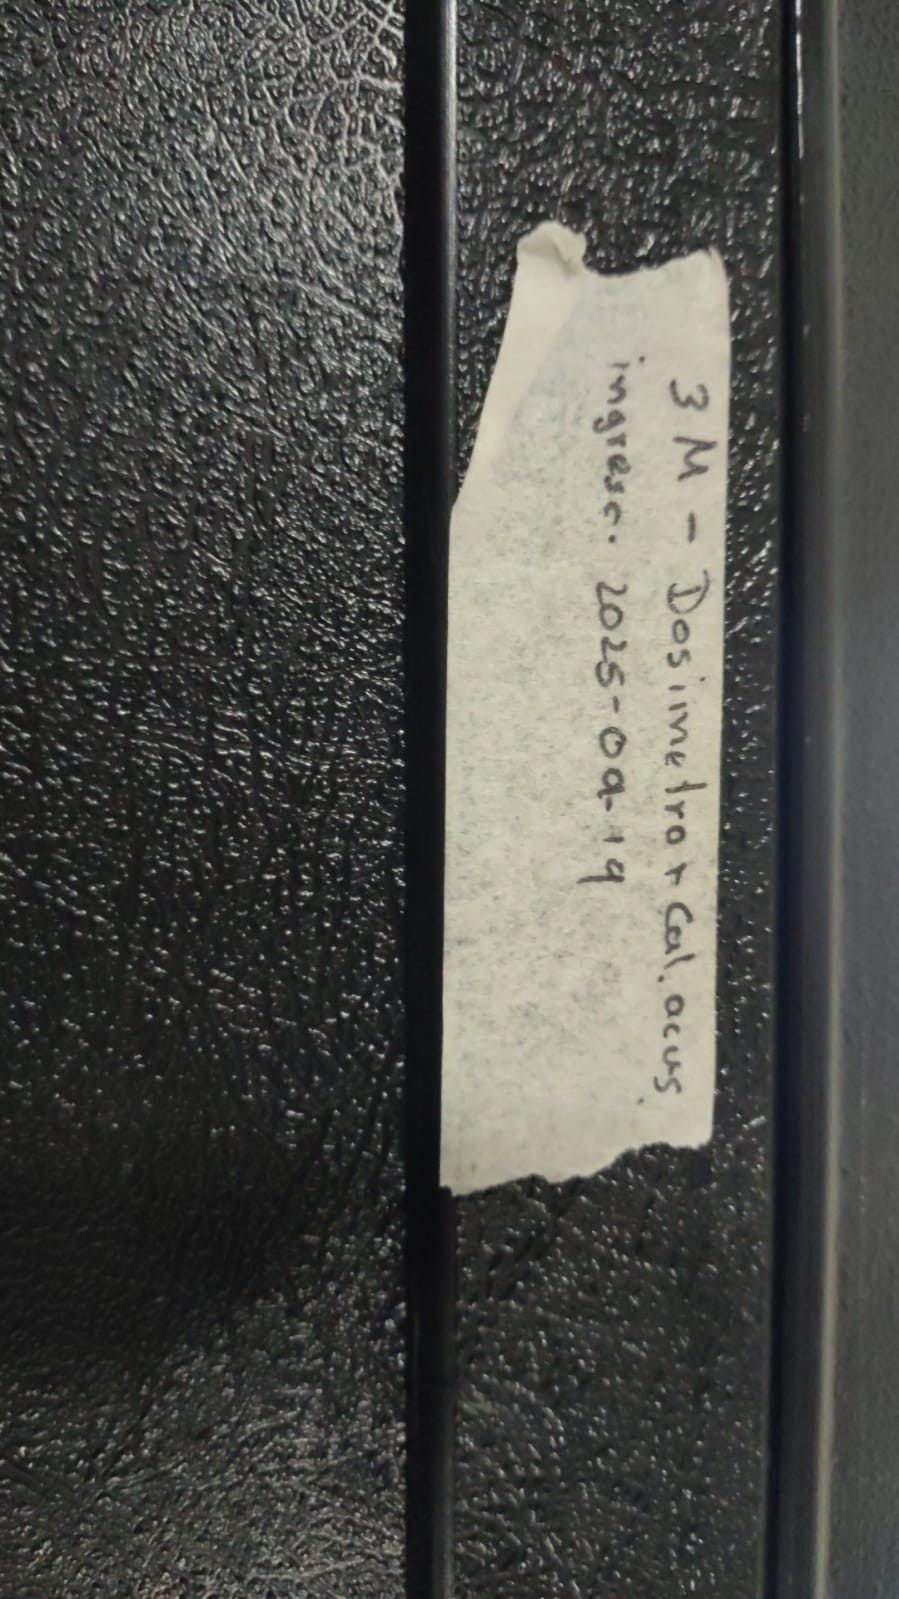 3M - Dosimetro + Cal. acus.
ingreso. 2025-09-19